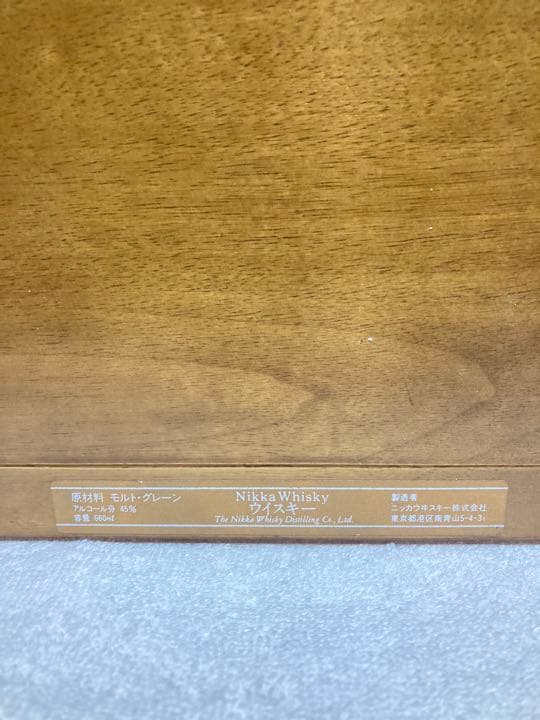 原材料 モルト・グレーン
アルコール分 45%
容量 660ml
Nikka Whisky
ウイスキー
The Nikka Whisky Distilling Co., Ltd.
製造者
ニッカウヰスキー株式会社
東京都港区南青山5-4-31